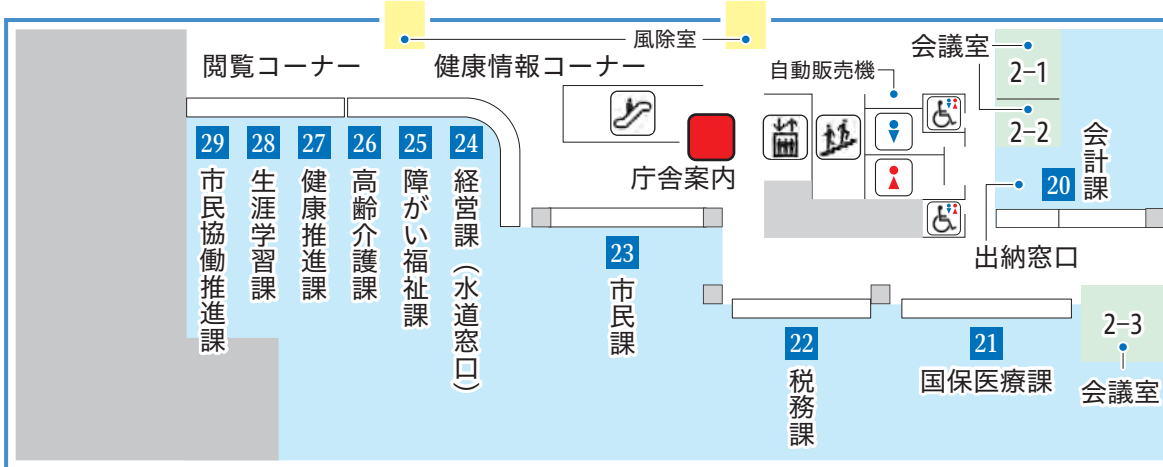 風除室
閲覧コーナー
健康情報コーナー
自動販売機
会議室
2-1
2-2
庁舎案内
20
会計課
出納窓口
29
市民協働推進課
28
生涯学習課
27
健康推進課
26
高齢介護課
25
障がい福祉課
24
経営課（水道窓口）
23
市民課
22
税務課
21
国保医療課
2-3
会議室